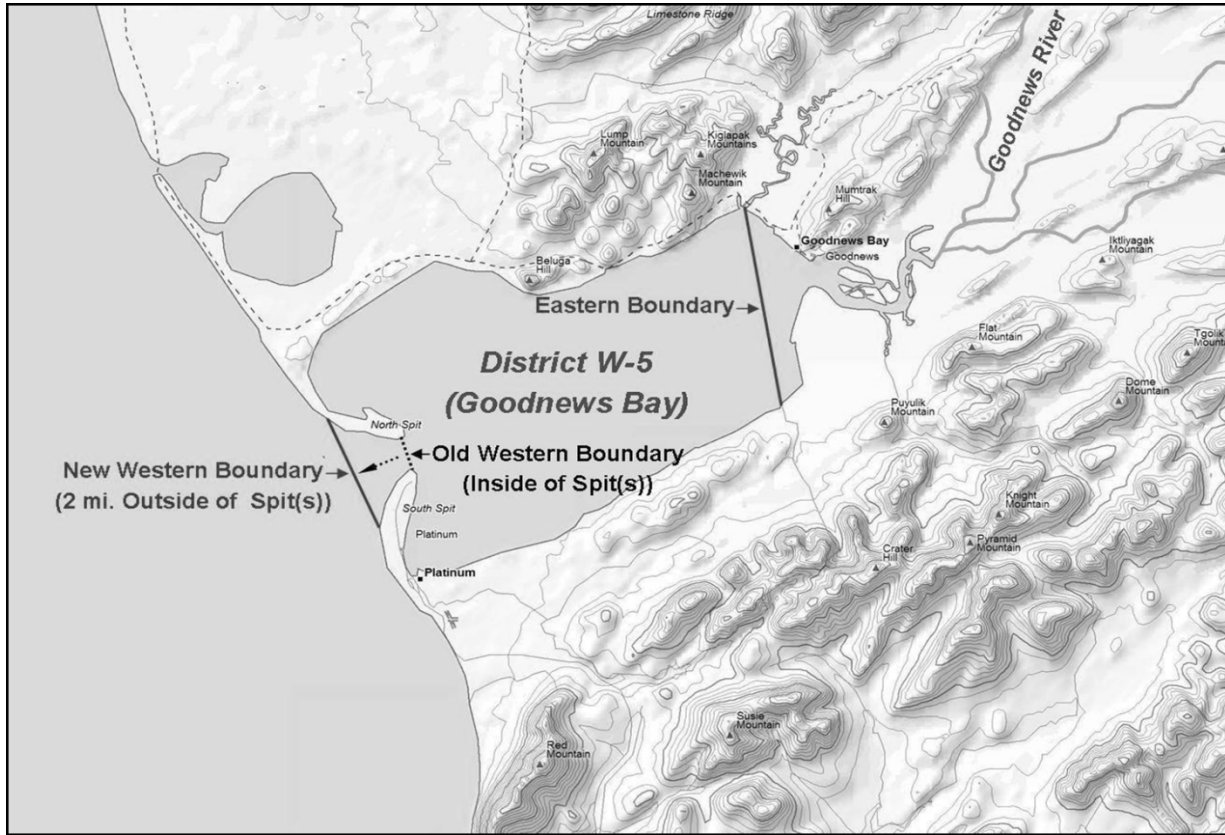 Limestone Ridge
Goodnews River
Lump
Mountain
Kiglapak
Mountains
Machewik
Mountain
Mumtrak
Hill
Goodnews Bay
Goodnews
Iktliyagak
Mountain
Beluga
Hill
Eastern Boundary
Flat
Mountain
Tgolik
District W-5
(Goodnews Bay)
Dome
Mountain
Puyulik
Mountain
North Spit
Old Western Boundary
(Inside of Spit(s))
New Western Boundary
(2 mi. Outside of Spit(s))
South Spit
Platinum
Knight
Mountain
Pyramid
Mountain
Crater
Hill
Platinum
Susie
Mountain
Red
Mountain